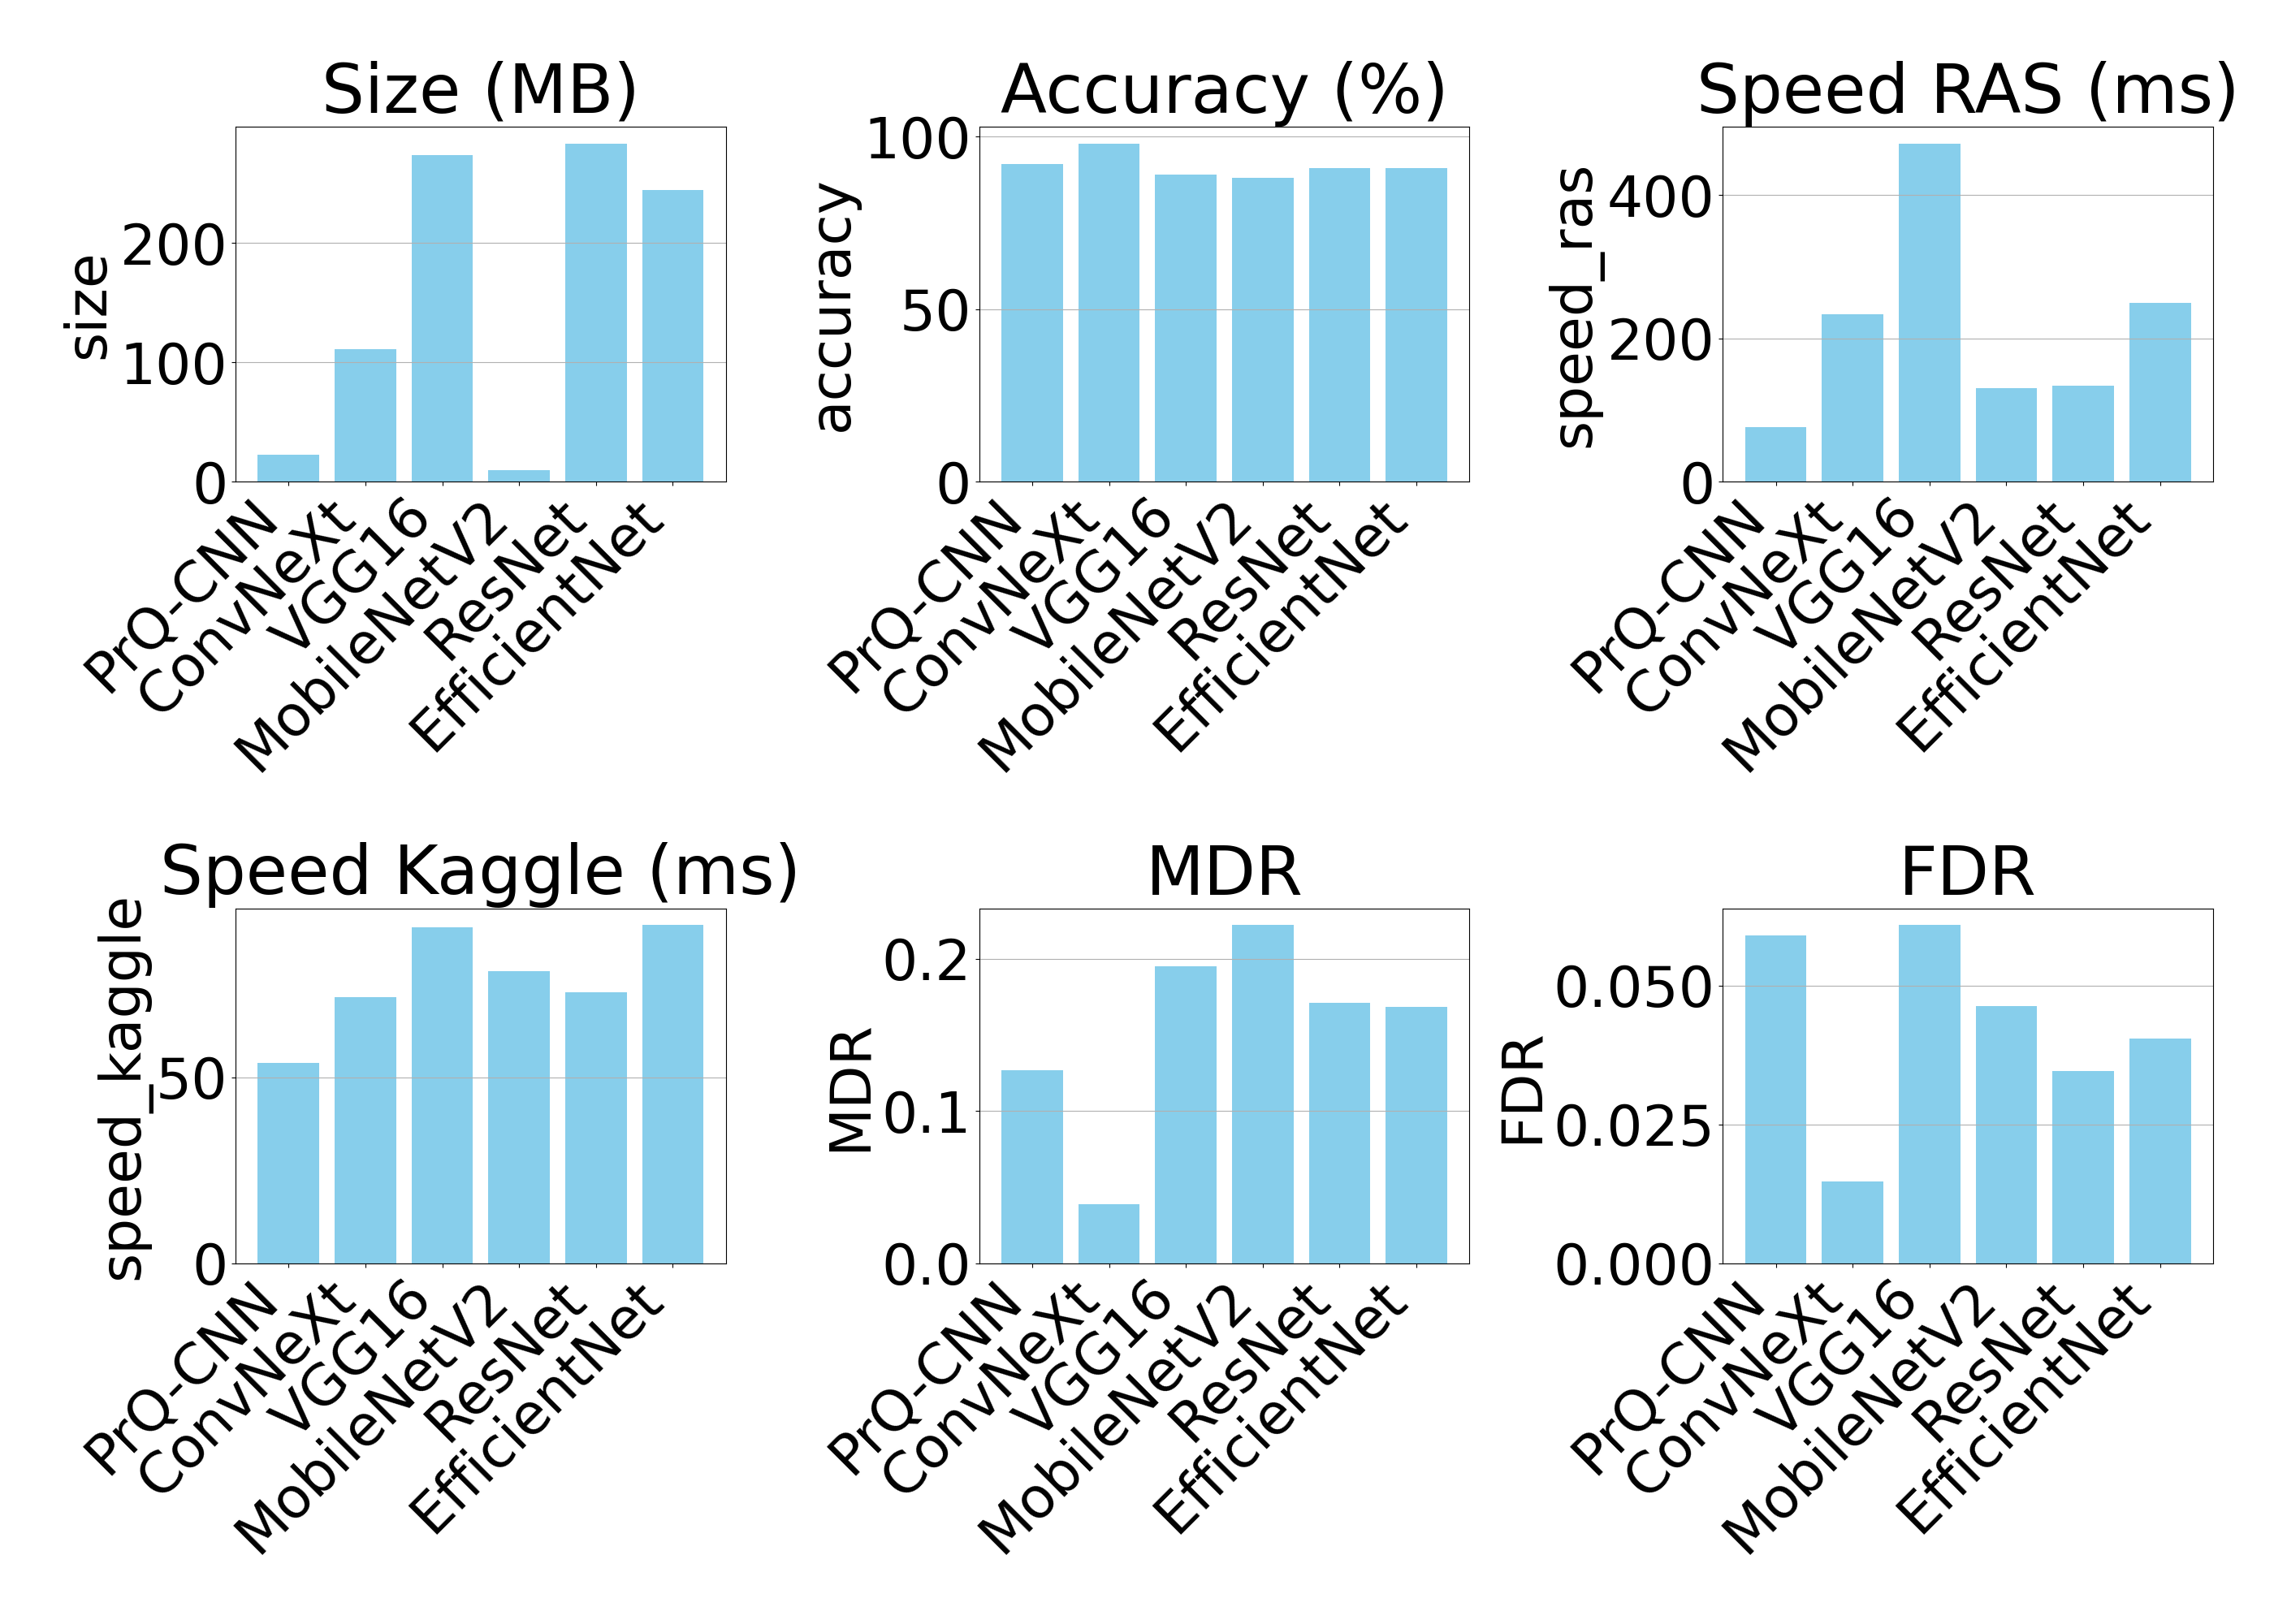 Size (MB)
size
200
100
0
PrQ-CNN
ConvNeXt
VGG16
MobileNetV2
ResNet
EfficientNet
Accuracy (%)
accuracy
100
50
0
PrQ-CNN
ConvNeXt
VGG16
MobileNetV2
ResNet
EfficientNet
Speed RAS (ms)
speed_ras
400
200
0
PrQ-CNN
ConvNeXt
VGG16
MobileNetV2
ResNet
EfficientNet
Speed Kaggle (ms)
speed_kaggle
50
0
PrQ-CNN
ConvNeXt
VGG16
MobileNetV2
ResNet
EfficientNet
MDR
MDR
0.2
0.1
0.0
PrQ-CNN
ConvNeXt
VGG16
MobileNetV2
ResNet
EfficientNet
FDR
FDR
0.050
0.025
0.000
PrQ-CNN
ConvNeXt
VGG16
MobileNetV2
ResNet
EfficientNet